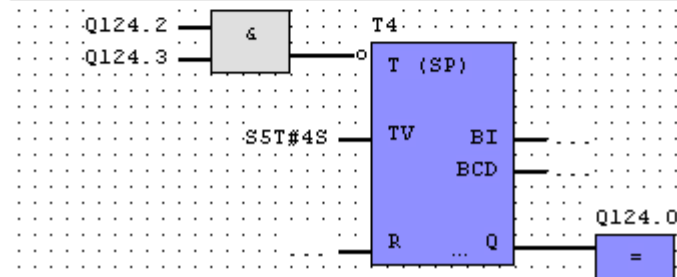 Q124.2
&
T4
Q124.3
T (SP)
S5T#4S
TV
BI
...
BCD
...
Q124.0
...
R
...
Q
=